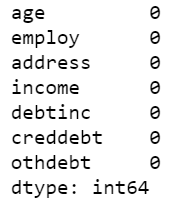 age 0
employ 0
address 0
income 0
debtinc 0
creddebt 0
othdebt 0
dtype: int64